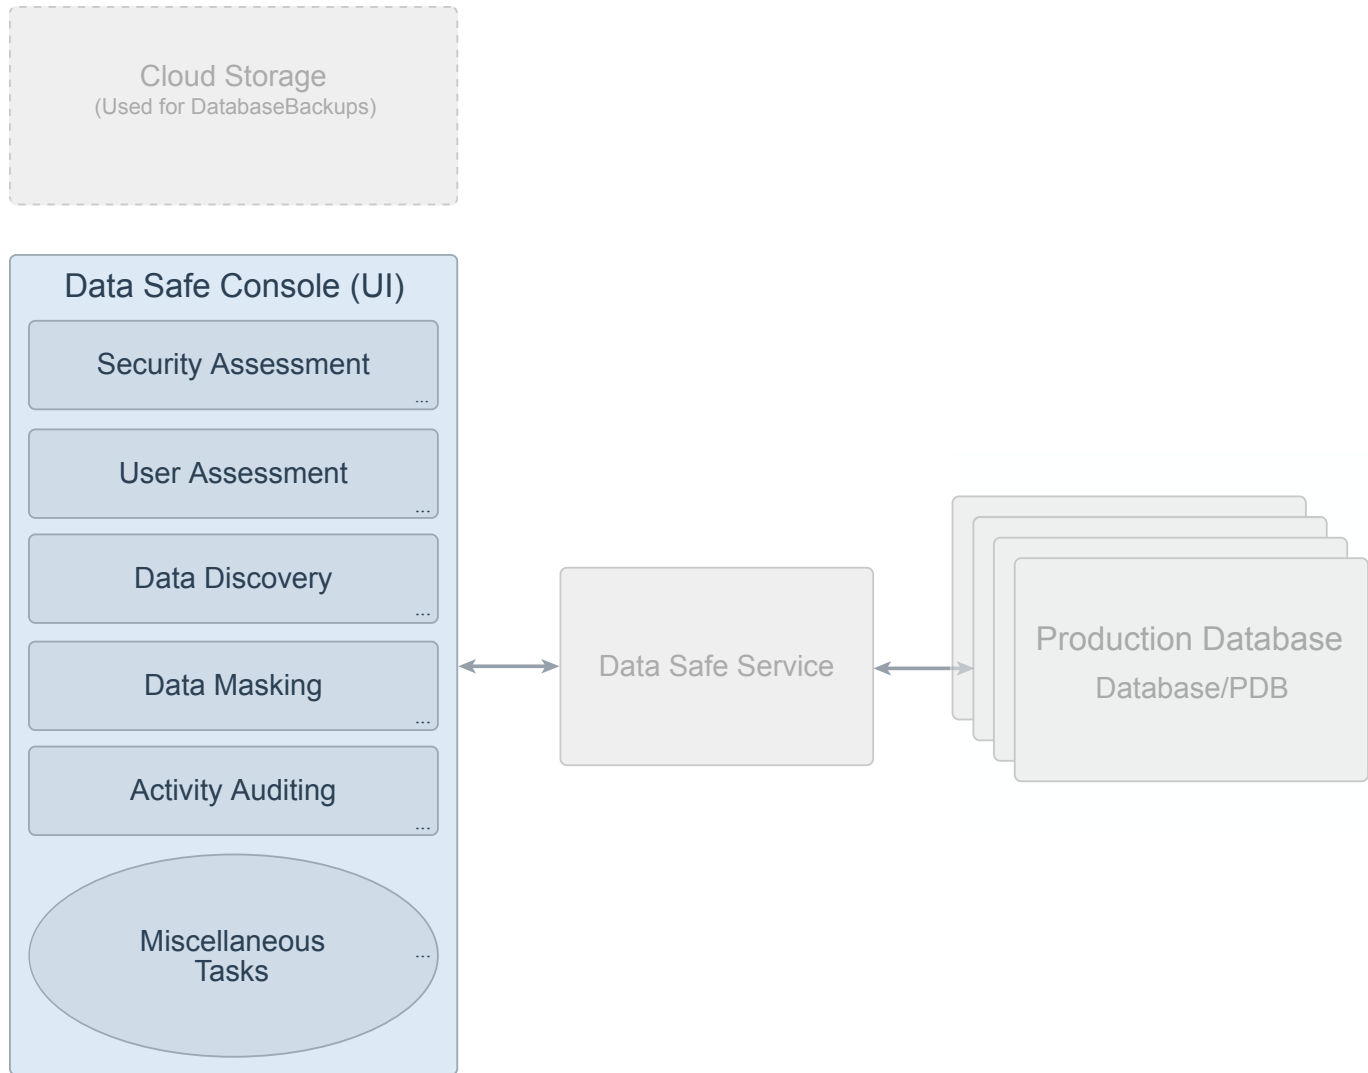 Cloud Storage
(Used for DatabaseBackups)
Data Safe Console (UI)
Security Assessment
...
User Assessment
...
Data Discovery
...
Data Masking
...
Activity Auditing
...
Miscellaneous
Tasks
...
Data Safe Service
Production Database
Database/PDB